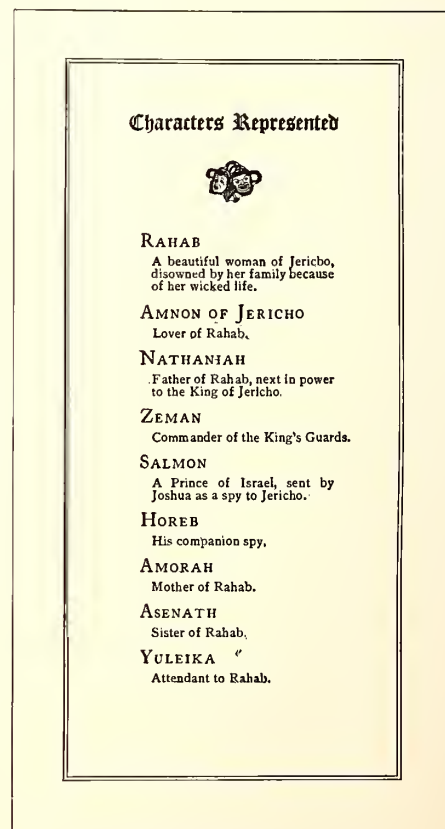 Characters Represented
RAHAB
A beautiful woman of Jericho,
disowned by her family because
of her wicked life.
AMNON OF JERICHO
Lover of Rahab.
NATHANIAH
Father of Rahab, next in power
to the King of Jericho.
ZEMAN
Commander of the King's Guards.
SALMON
A Prince of Israel, sent by
Joshua as a spy to Jericho.
HOREB
His companion spy.
AMORAH
Mother of Rahab.
ASENATH
Sister of Rahab.
YULEIKA
Attendant to Rahab.